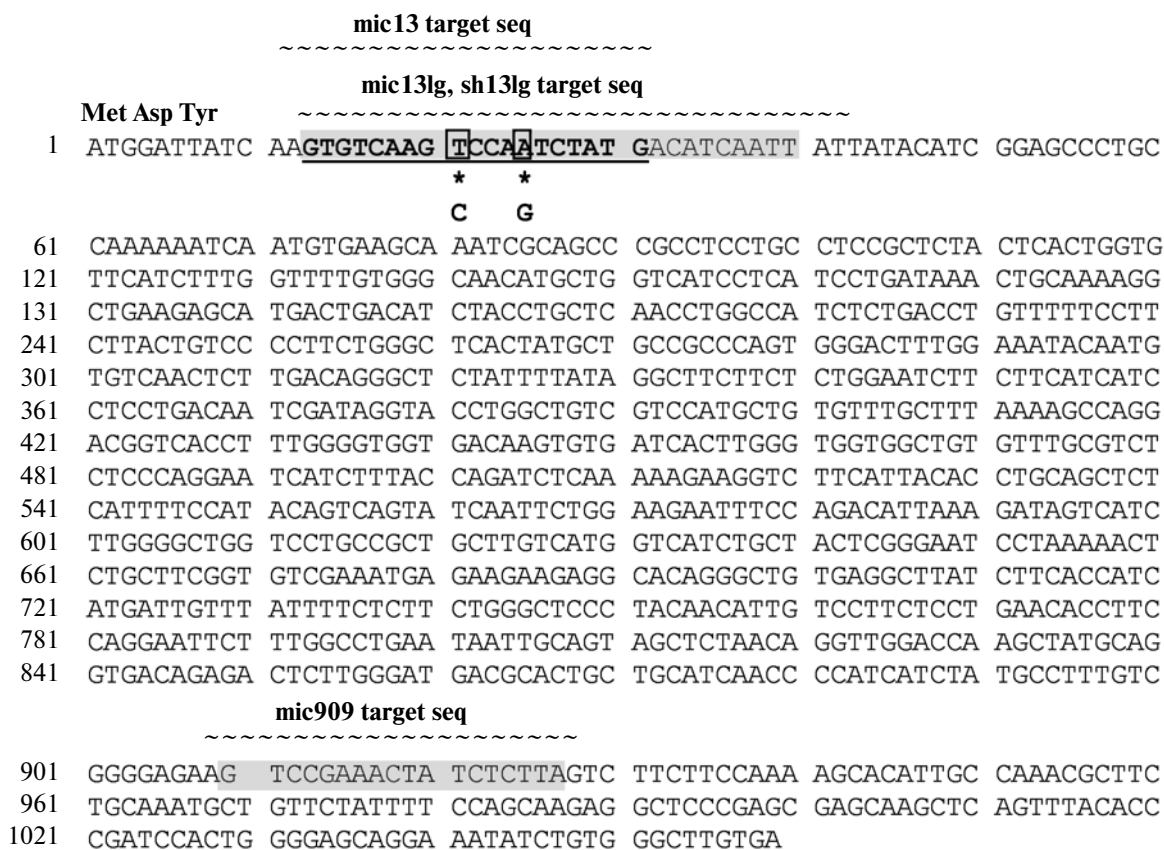 mic13 target seq
~~~~~~~~~~~~~~~~~~~~~
mic13lg, sh13lg target seq
Met Asp Tyr ~~~~~~~~~~~~~~~~~~~~~~~~~~~~~~~
1 ATGGATTATC AAGTGTCAAG TCCAATCTAT GACATCAATT ATTATACATC GGAGCCCTGC
* *
C G
61 CAAAAAATCA ATGTGAAGCA AATCGCAGCC CGCCTCCTGC CTCCGCTCTA CTCACTGGTG
121 TTCATCTTTG GTTTTGTGGG CAACATGCTG GTCATCCTCA TCCTGATAAA CTGCAAAAGG
131 CTGAAGAGCA TGACTGACAT CTACCTGCTC AACCTGGCCA TCTCTGACCT GTTTTTCCTT
241 CTTACTGTCC CCTTCTGGGC TCACTATGCT GCCGCCCAGT GGGACTTTGG AAATACAATG
301 TGTCAACTCT TGACAGGGCT CTATTTTATA GGCTTCTTCT CTGGAATCTT CTTCATCATC
361 CTCCTGACAA TCGATAGGTA CCTGGCTGTC GTCCATGCTG TGTTTGCTTT AAAAGCCAGG
421 ACGGTCACCT TTGGGGTGGT GACAAGTGTG ATCACTTGGG TGGTGGCTGT GTTTGCGTCT
481 CTCCCAGGAA TCATCTTTAC CAGATCTCAA AAAGAAGGTC TTCATTACAC CTGCAGCTCT
541 CATTTTCCAT ACAGTCAGTA TCAATTCTGG AAGAATTTCC AGACATTAAA GATAGTCATC
601 TTGGGGCTGG TCCTGCCGCT GCTTGTCATG GTCATCTGCT ACTCGGGAAT CCTAAAAACT
661 CTGCTTCGGT GTCGAAATGA GAAGAAGAGG CACAGGGCTG TGAGGCTTAT CTTCACCATC
721 ATGATTGTTT ATTTTCTCTT CTGGGCTCCC TACAACATTG TCCTTCTCCT GAACACCTTC
781 CAGGAATTCT TTGGCCTGAA TAATTGCAGT AGCTCTAACA GGTTGGACCA AGCTATGCAG
841 GTGACAGAGA CTCTTGGGAT GACGCACTGC TGCATCAACC CCATCATCTA TGCCTTTGTC
mic909 target seq
~~~~~~~~~~~~~~~~~~~~~
901 GGGGAGAAG TCCGAAACTA TCTCTTAGTC TTCTTCCAAA AGCACATTGC CAAACGCTTC
961 TGCAAATGCT GTTCTATTTT CCAGCAAGAG GCTCCCGAGC GAGCAAGCTC AGTTTACACC
1021 CGATCCACTG GGGAGCAGGA AATATCTGTG GGCTTGTGA